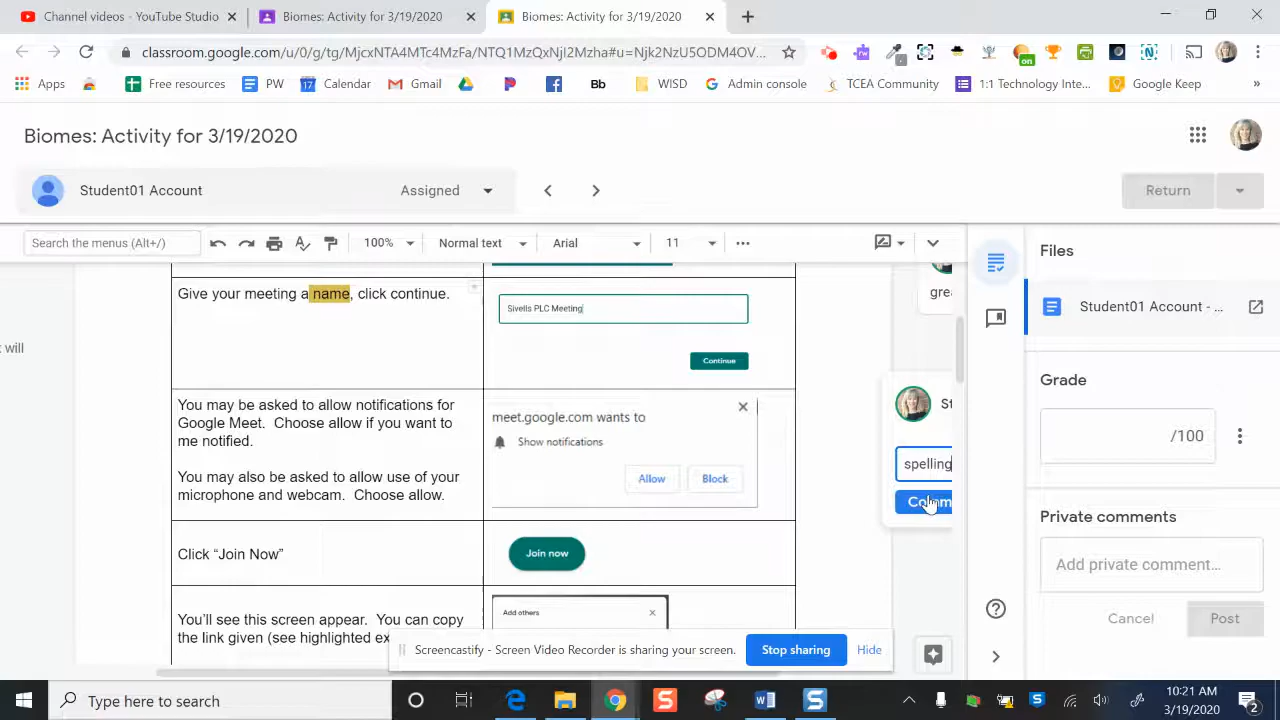 Channel videos - YouTube Studio
Biomes: Activity for 3/19/2020
Biomes: Activity for 3/19/2020
classroom.google.com/u/0/g/tg/MjcxNTA4MTc4MzFa/NTQ1MzQxNjI2Mzha#u=Njk2NzU5ODM4OV...
on
Apps
Free resources
PW
Calendar
Gmail
Bb
WISD
Admin console
TCEA Community
1:1 Technology Inte...
Google Keep
»
Biomes: Activity for 3/19/2020
Student01 Account
Assigned
Return
Search the menus (Alt+/)
100%
Normal text
Arial
11
Files
Student01 Account - ...
Give your meeting a name, click continue.
Sivells PLC Meeting
Continue
grea
t will
Grade
/100
You may be asked to allow notifications for
Google Meet. Choose allow if you want to
me notified.
You may also be asked to allow use of your
microphone and webcam. Choose allow.
meet.google.com wants to
Show notifications
Allow
Block
St
spelling
Comm
Private comments
Add private comment...
Cancel
Post
Click “Join Now”
Join now
You’ll see this screen appear. You can copy
the link given (see highlighted ex
Add others
Screencastify - Screen Video Recorder is sharing your screen.
Stop sharing
Hide
Type here to search
10:21 AM
3/19/2020
2